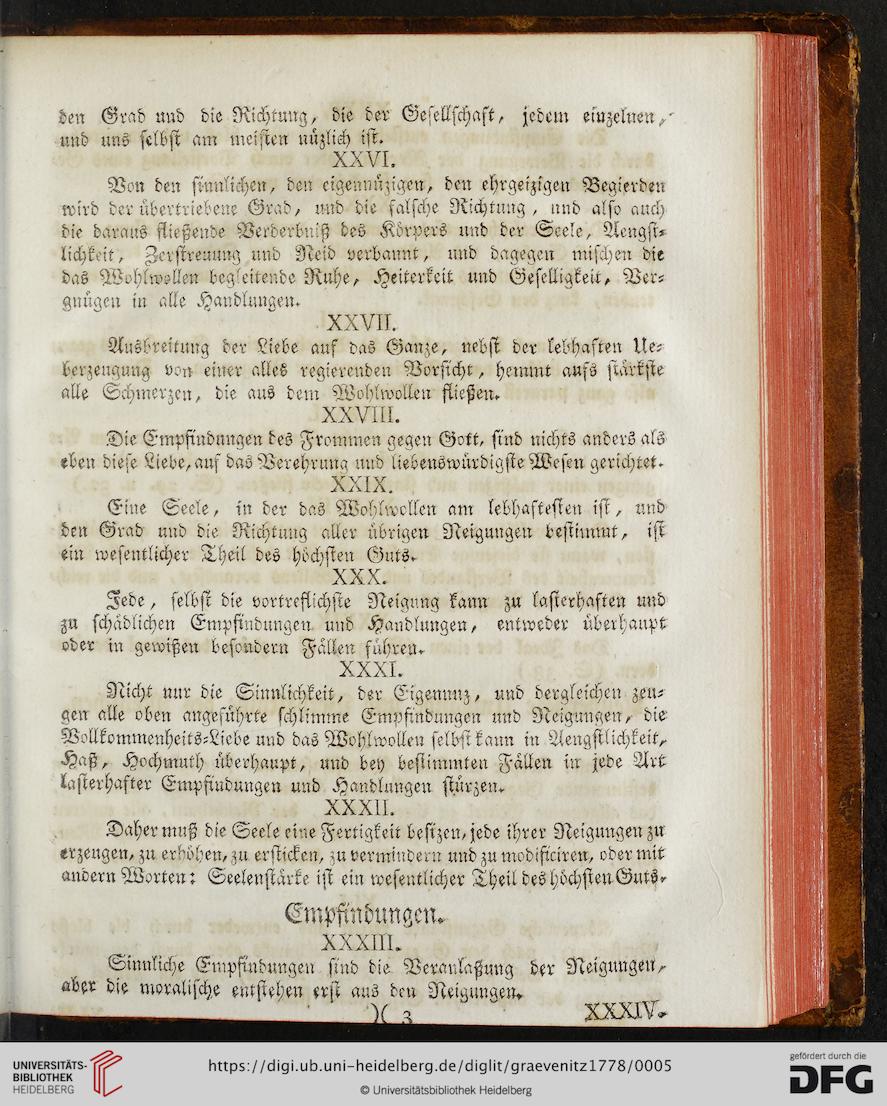 den Grad und die Richtung, die der Gesellschaft, jedem einzelnen,
und uns selbst am meisten nüzlich ist.
XXVI.
Von den sinnlichen, den eigennüzigen, den ehrgeizigen Begierden
wird der übertriebene Grad, und die falsche Richtung, und also auch
die daraus fließende Verderbniß des Körpers und der Seele, Aengst-
lichkeit, Zerstreuung und Neid verbannt, und dagegen mischen die
das Wohlwollen begleitende Ruhe, Heiterkeit und Geselligkeit, Ver-
gnügen in alle Handlungen.
XXVII.
Ausbreitung der Liebe auf das Ganze, nebst der lebhaften Ue-
berzeugung von einer alles regierenden Vorsicht, hemmt aufs stärkste
alle Schmerzen, die aus dem Wohlwollen fließen.
XXVIII.
Die Empfindungen des Frommen gegen Gott, sind nichts anders als
eben diese Liebe, auf das Verehrung und liebenswürdigste Wesen gerichtet.
XXIX.
Eine Seele, in der das Wohlwollen am lebhaftesten ist, und
den Grad und die Richtung aller übrigen Neigungen bestimmt, ist
ein wesentlicher Theil des höchsten Guts.
XXX.
Jede, selbst die vortreflichste Neigung kann zu lasterhaften und
zu schädlichen Empfindungen und Handlungen, entweder überhaupt
oder in gewißen besondern Fällen führen.
XXXI.
Nicht nur die Sinnlichkeit, der Eigennuz, und dergleichen zeu-
gen alle oben angeführte schlimme Empfindungen und Neigungen, die
Vollkommenheits-Liebe und das Wohlwollen selbst kann in Aengstlichkeit,
Haß, Hochmuth überhaupt, und bey bestimmten Fällen in jede Art
lasterhafter Empfindungen und Handlungen stürzen.
XXXII.
Daher muß die Seele eine Fertigkeit besizen, jede ihrer Neigungen zu
erzeugen, zu erhöhen, zu ersticken, zu vermindern und zu modificiren, oder mit
andern Worten: Seelenstärke ist ein wesentlicher Theil des höchsten Guts.
Empfindungen.
XXXIII.
Sinnliche Empfindungen sind die Veranlaßung der Neigungen,
aber die moralische entstehen erst aus den Neigungen.
)( 3 XXXIV.
UNIVERSITÄTS-
BIBLIOTHEK
HEIDELBERG
https://digi.ub.uni-heidelberg.de/diglit/graevenitz1778/0005
© Universitätsbibliothek Heidelberg
gefördert durch die
DFG